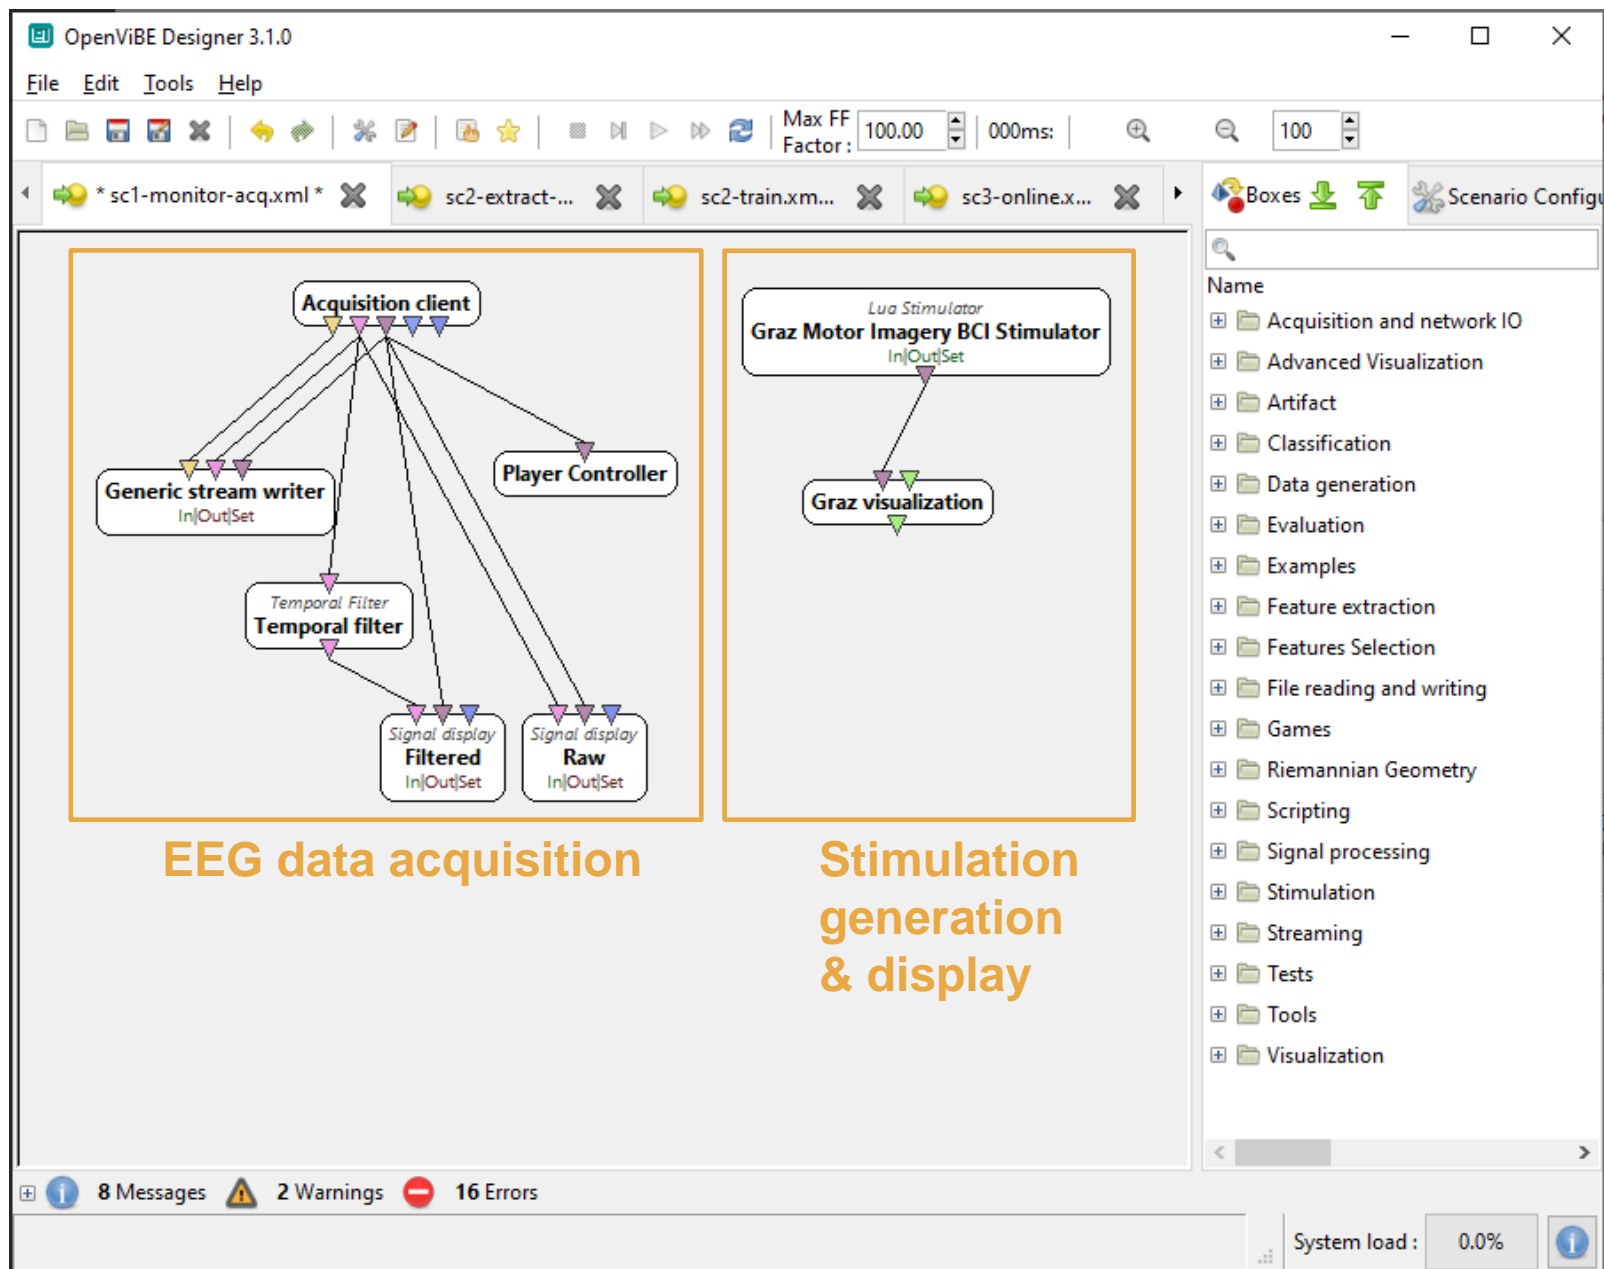 OpenViBE Designer 3.1.0
File Edit Tools Help
Max FF
Factor :
100.00
000ms:
100
* sc1-monitor-acq.xml *
sc2-extract-...
sc2-train.xm...
sc3-online.x...
Boxes
Scenario Configu
Acquisition client
Generic stream writer
In|Out|Set
Player Controller
Temporal Filter
Temporal filter
Signal display
Filtered
In|Out|Set
Signal display
Raw
In|Out|Set
EEG data acquisition
Lua Stimulator
Graz Motor Imagery BCI Stimulator
In|Out|Set
Graz visualization
Stimulation
generation
& display
Name
Acquisition and network IO
Advanced Visualization
Artifact
Classification
Data generation
Evaluation
Examples
Feature extraction
Features Selection
File reading and writing
Games
Riemannian Geometry
Scripting
Signal processing
Stimulation
Streaming
Tests
Tools
Visualization
8 Messages
2 Warnings
16 Errors
System load :
0.0%